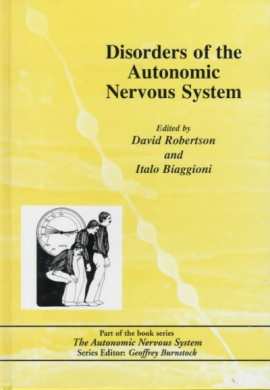 Disorders of the
Autonomic
Nervous System
Edited by
David Robertson
and
Italo Biaggioni
Part of the book series
The Autonomic Nervous System
Series Editor: Geoffrey Burnstock